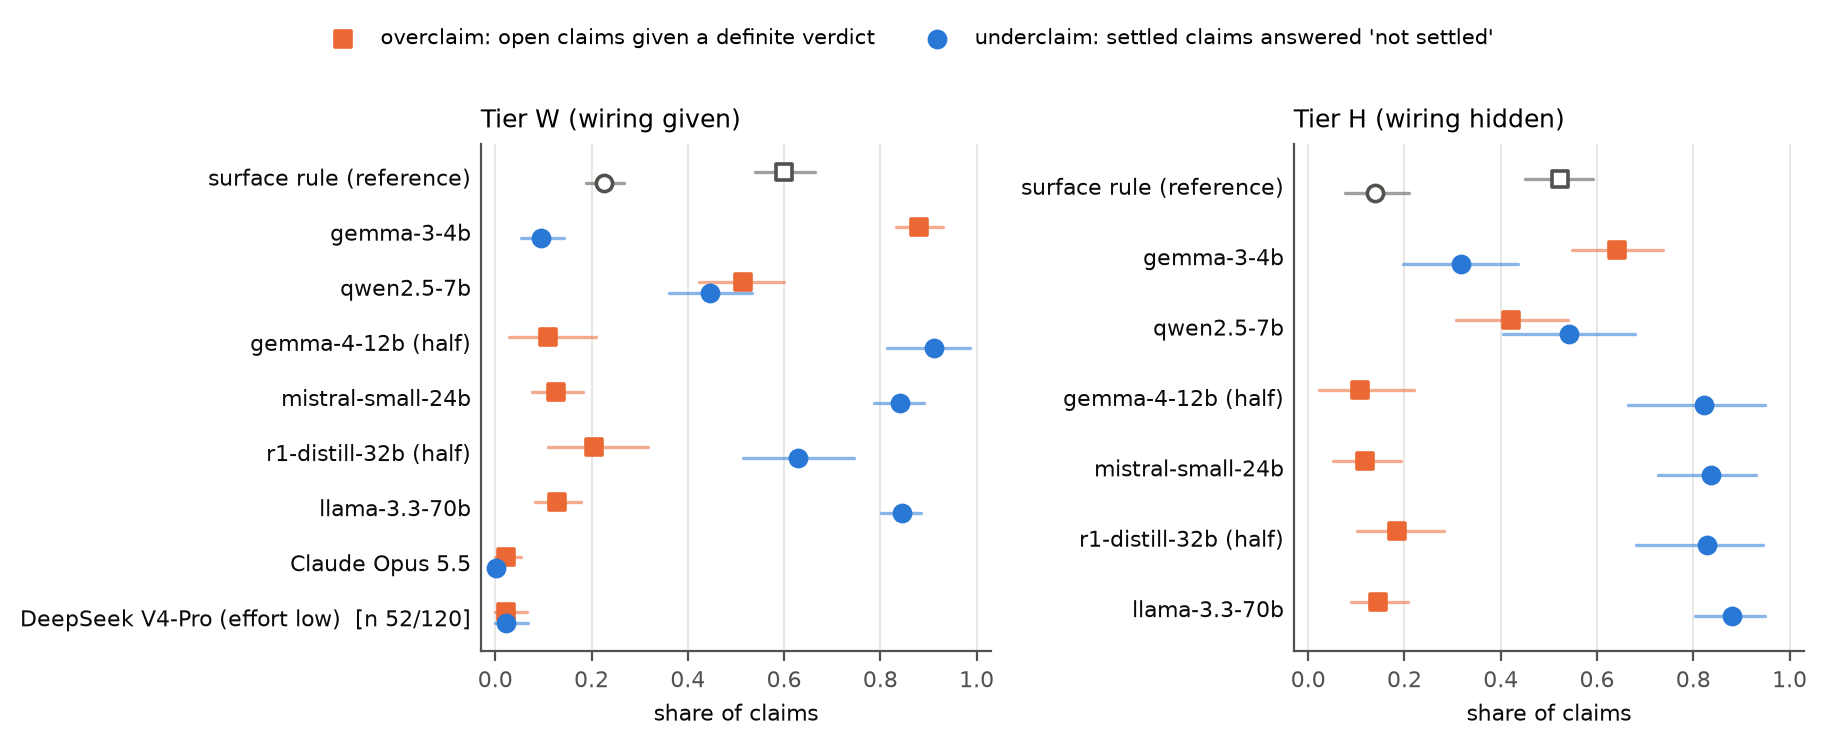 overclaim: open claims given a definite verdict
underclaim: settled claims answered 'not settled'
Tier W (wiring given)
surface rule (reference)
gemma-3-4b
qwen2.5-7b
gemma-4-12b (half)
mistral-small-24b
r1-distill-32b (half)
llama-3.3-70b
Claude Opus 5.5
DeepSeek V4-Pro (effort low) [n 52/120]
0.0 0.2 0.4 0.6 0.8 1.0
share of claims
Tier H (wiring hidden)
surface rule (reference)
gemma-3-4b
qwen2.5-7b
gemma-4-12b (half)
mistral-small-24b
r1-distill-32b (half)
llama-3.3-70b
0.0 0.2 0.4 0.6 0.8 1.0
share of claims